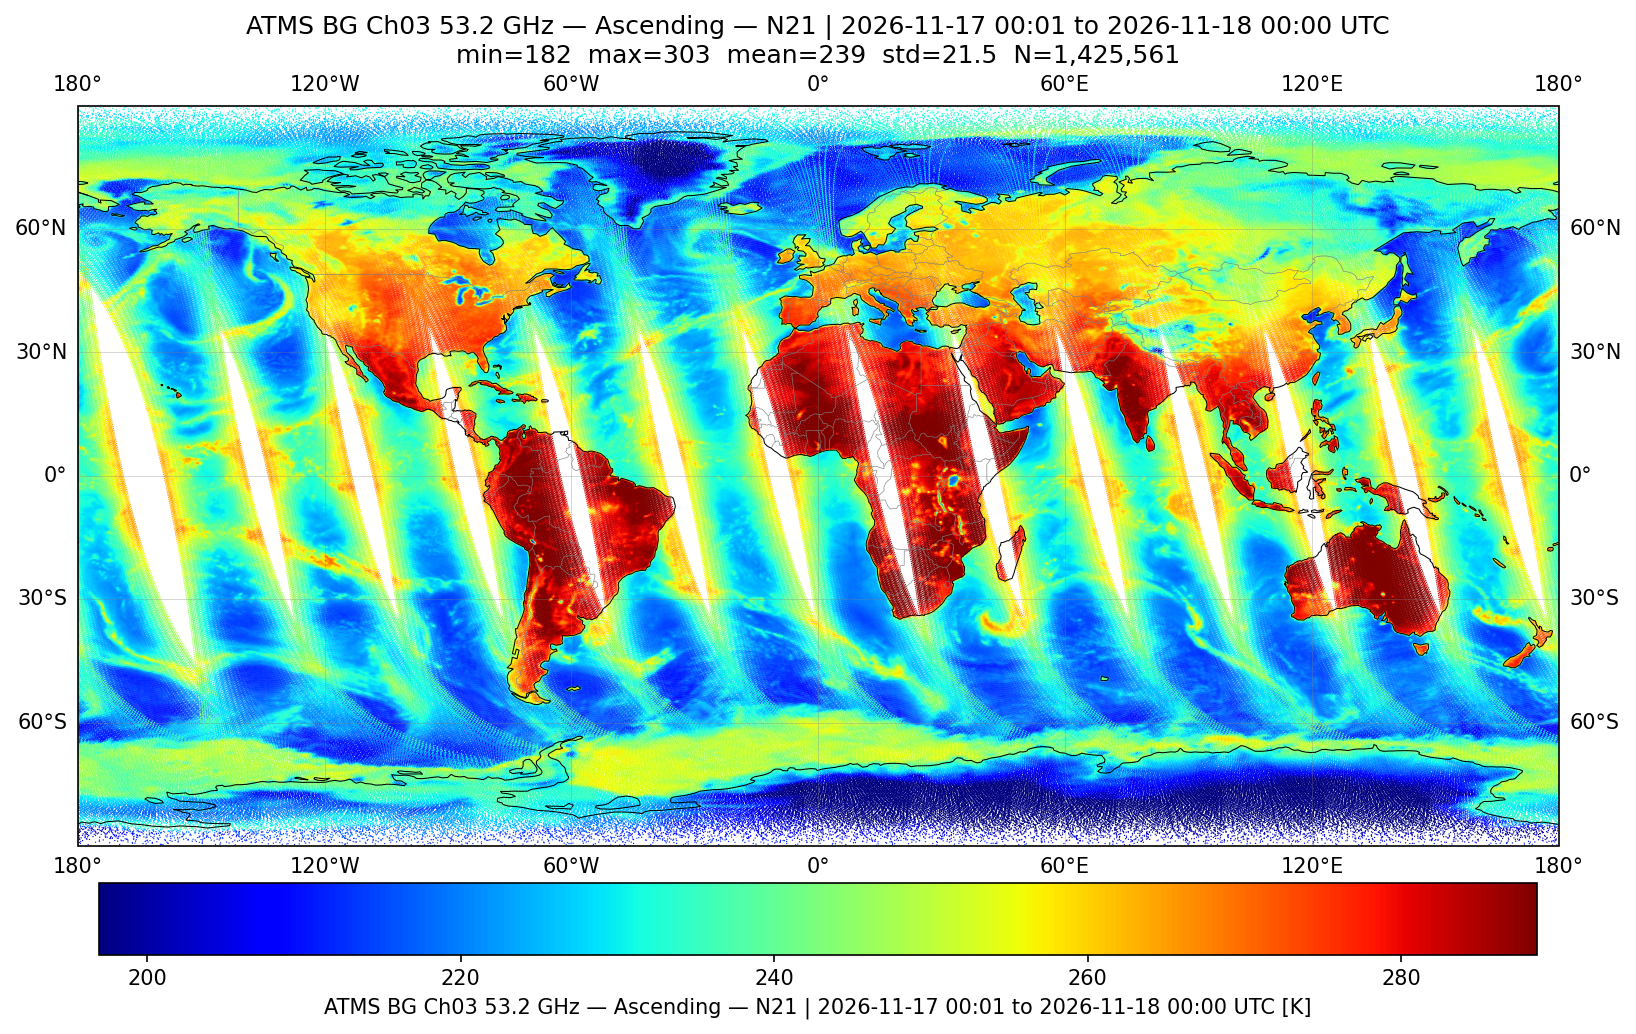 ATMS BG Ch03 53.2 GHz — Ascending — N21 | 2026-11-17 00:01 to 2026-11-18 00:00 UTC
min=182 max=303 mean=239 std=21.5 N=1,425,561
180° 120°W 60°W 0° 60°E 120°E 180°
60°N 60°N
30°N 30°N
0° 0°
30°S 30°S
60°S 60°S
180° 120°W 60°W 0° 60°E 120°E 180°
200 220 240 260 280
ATMS BG Ch03 53.2 GHz — Ascending — N21 | 2026-11-17 00:01 to 2026-11-18 00:00 UTC [K]